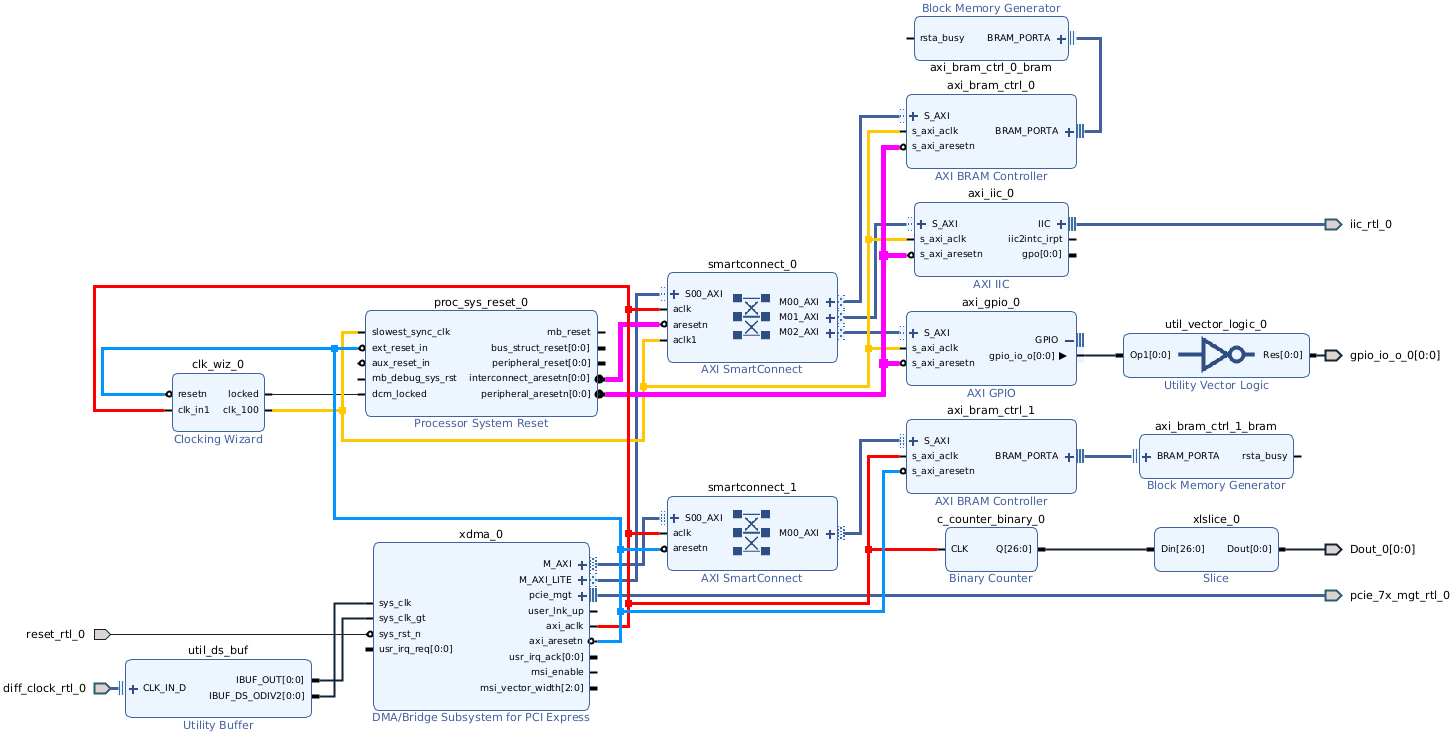 Block Memory Generator
rsta_busy
BRAM_PORTA
axi_bram_ctrl_0_bram
axi_bram_ctrl_0
S_AXI
s_axi_aclk
s_axi_aresetn
BRAM_PORTA
AXI BRAM Controller
axi_iic_0
S_AXI
s_axi_aclk
s_axi_aresetn
IIC
iic2intc_irpt
gpo[0:0]
AXI IIC
iic_rtl_0
smartconnect_0
S00_AXI
aclk
aresetn
aclk1
M00_AXI
M01_AXI
M02_AXI
AXI SmartConnect
axi_gpio_0
S_AXI
s_axi_aclk
s_axi_aresetn
GPIO
gpio_io_o[0:0]
AXI GPIO
util_vector_logic_0
Op1[0:0]
Res[0:0]
Utility Vector Logic
gpio_io_o_0[0:0]
proc_sys_reset_0
slowest_sync_clk
ext_reset_in
aux_reset_in
mb_debug_sys_rst
dcm_locked
mb_reset
bus_struct_reset[0:0]
peripheral_reset[0:0]
interconnect_aresetn[0:0]
peripheral_aresetn[0:0]
Processor System Reset
clk_wiz_0
resetn
clk_in1
locked
clk_100
Clocking Wizard
axi_bram_ctrl_1
S_AXI
s_axi_aclk
s_axi_aresetn
BRAM_PORTA
AXI BRAM Controller
axi_bram_ctrl_1_bram
BRAM_PORTA
rsta_busy
Block Memory Generator
smartconnect_1
S00_AXI
aclk
aresetn
M00_AXI
AXI SmartConnect
c_counter_binary_0
CLK
Q[26:0]
Binary Counter
xlslice_0
Din[26:0]
Dout[0:0]
Slice
Dout_0[0:0]
pcie_7x_mgt_rtl_0
xdma_0
sys_clk
sys_clk_gt
sys_rst_n
usr_irq_req[0:0]
M_AXI
M_AXI_LITE
pcie_mgt
user_lnk_up
axi_aclk
axi_aresetn
usr_irq_ack[0:0]
msi_enable
msi_vector_width[2:0]
DMA/Bridge Subsystem for PCI Express
reset_rtl_0
util_ds_buf
diff_clock_rtl_0
CLK_IN_D
IBUF_OUT[0:0]
IBUF_DS_ODIV2[0:0]
Utility Buffer